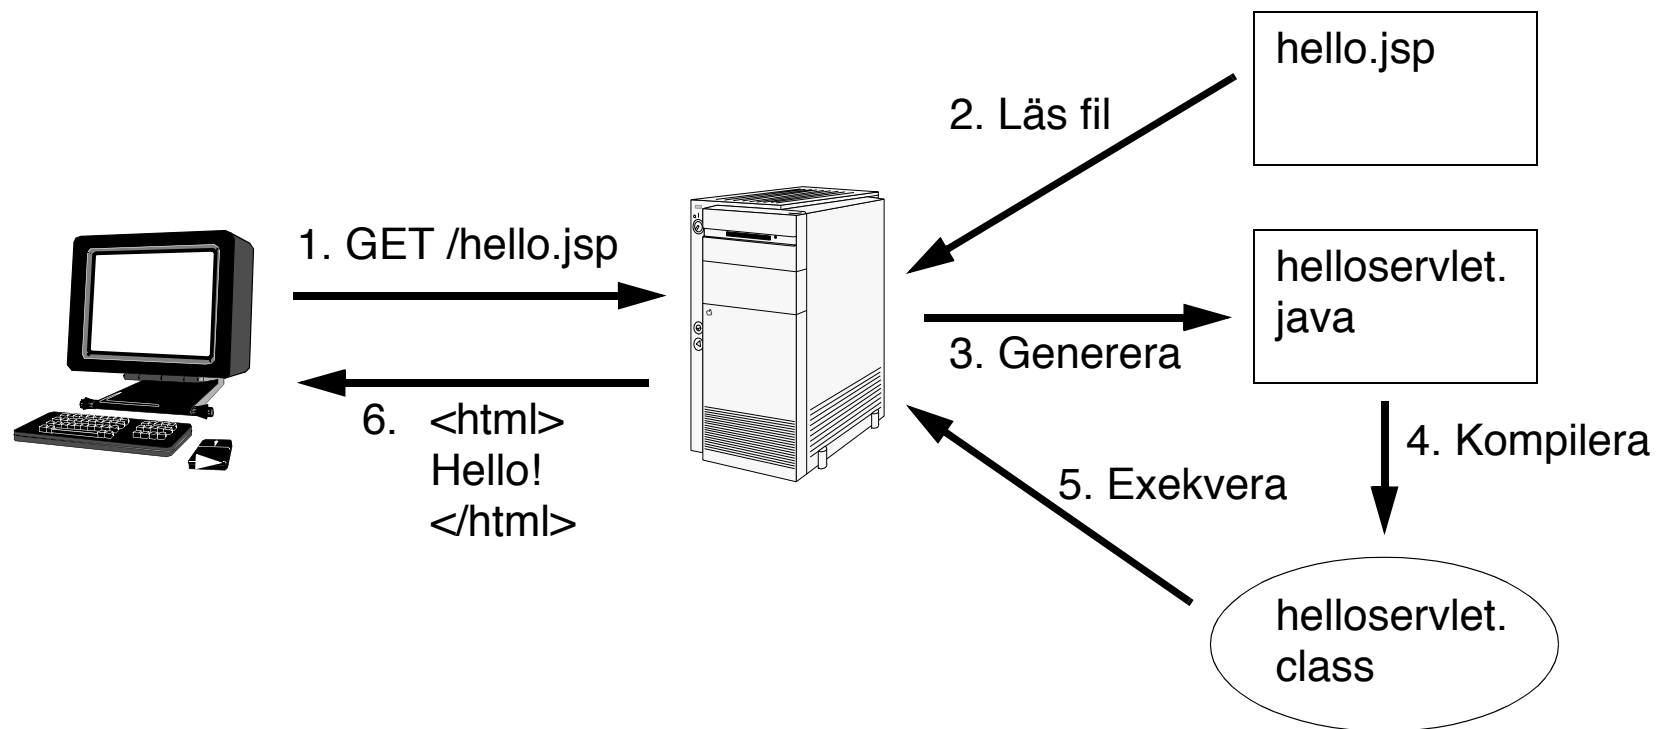 hello.jsp
2. Läs fil
1. GET /hello.jsp
helloservlet.
java
3. Generera
6. <html>
Hello!
</html>
4. Kompilera
5. Exekvera
helloservlet.
class